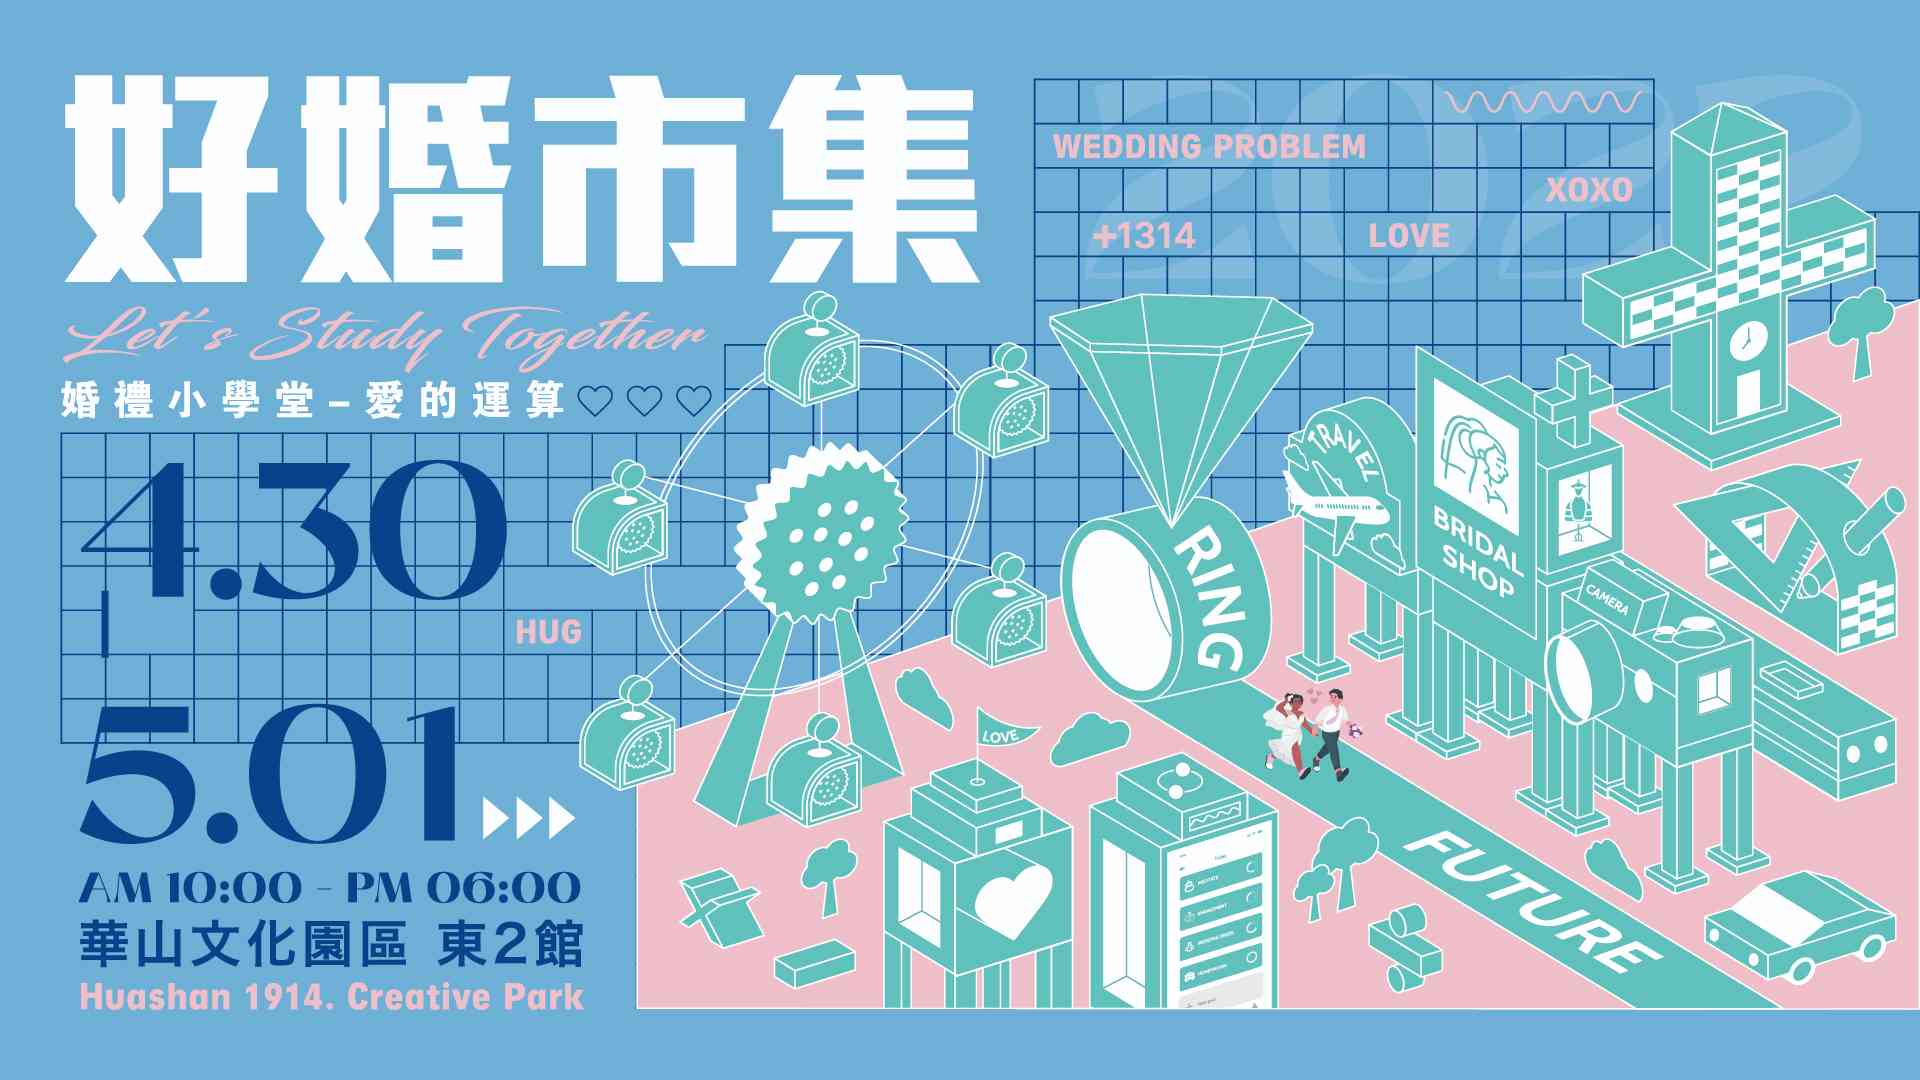 好婚市集
Let's Study Together
婚禮小學堂–愛的運算♡♡♡
4.30
|
5.01
AM 10:00 - PM 06:00
華山文化園區 東2館
Huashan 1914. Creative Park
2022
WEDDING PROBLEM
XOXO
+1314
LOVE
HUG
RING
TRAVEL
BRIDAL
SHOP
CAMERA
LOVE
FUTURE